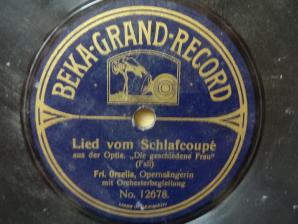 BEKA-GRAND-RECORD
Lied vom Schlafcoupé
aus der Optte. „Die geschiedene Frau"
(Fall)
Frl. Orselia, Opernsängerin
mit Orchesterbegleitung
No. 12678.